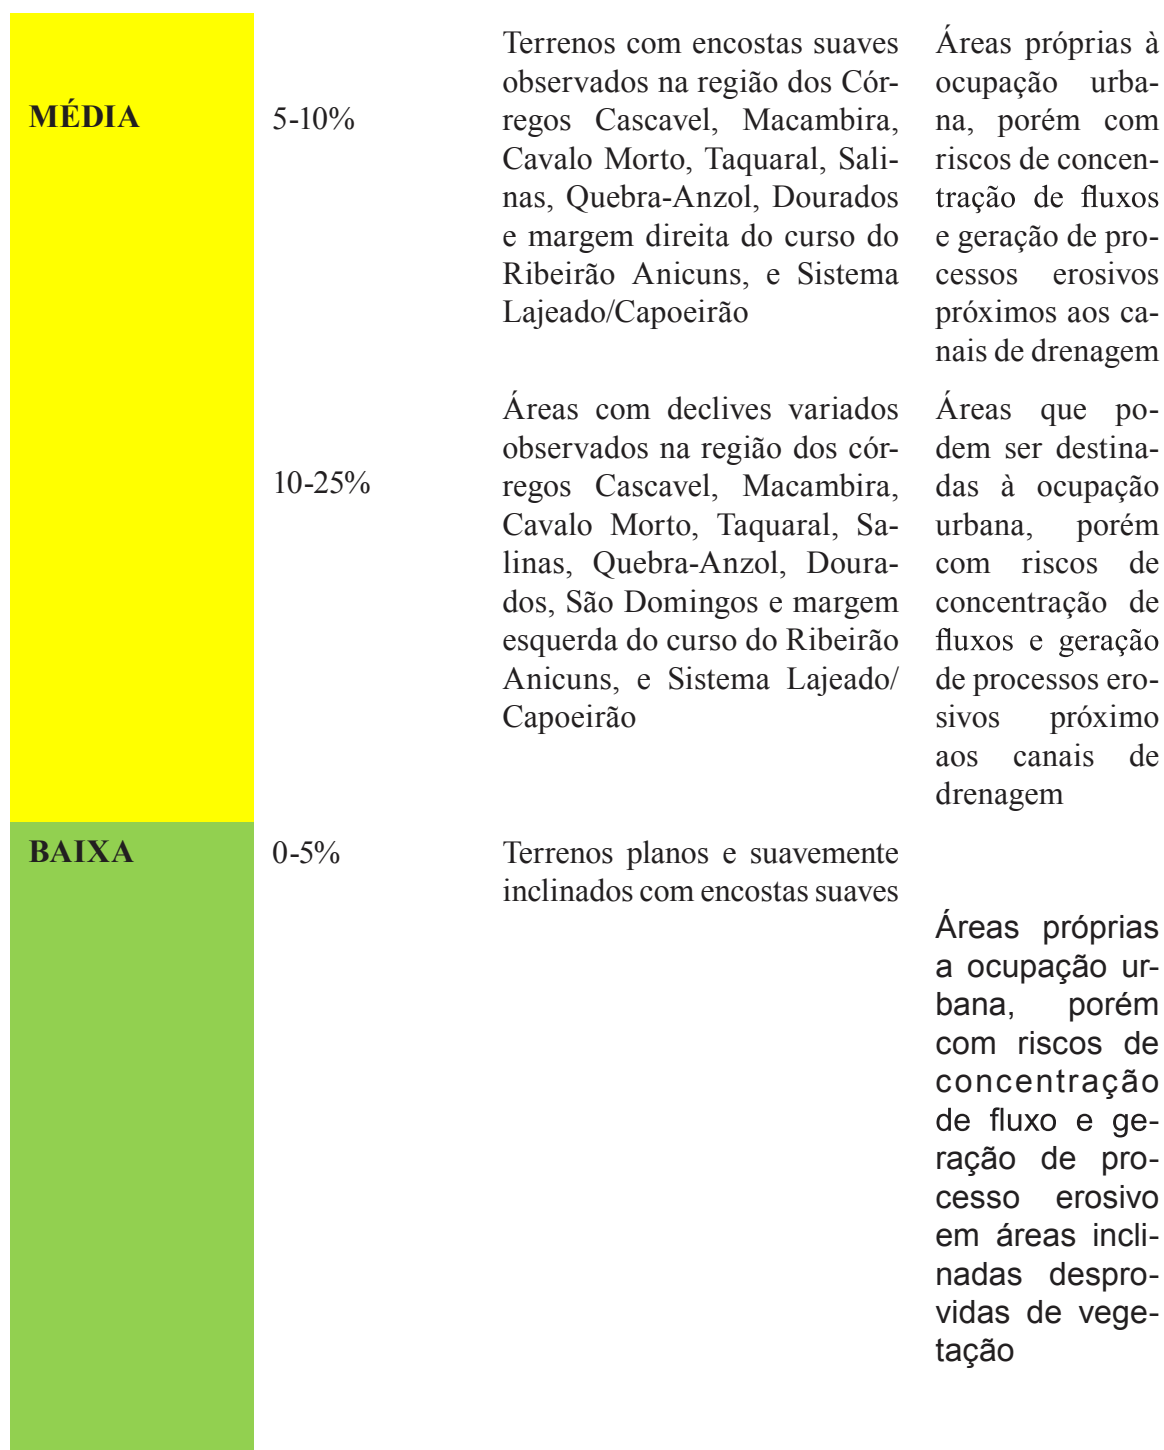 MÉDIA
5-10%
Terrenos com encostas suaves
observados na região dos Cór-
regos Cascavel, Macambira,
Cavalo Morto, Taquaral, Sali-
nas, Quebra-Anzol, Dourados
e margem direita do curso do
Ribeirão Anicuns, e Sistema
Lajeado/Capoeirão
Áreas próprias à
ocupação urba-
na, porém com
riscos de concen-
tração de fluxos
e geração de pro-
cessos erosivos
próximos aos ca-
nais de drenagem
10-25%
Áreas com declives variados
observados na região dos cór-
regos Cascavel, Macambira,
Cavalo Morto, Taquaral, Sa-
linas, Quebra-Anzol, Doura-
dos, São Domingos e margem
esquerda do curso do Ribeirão
Anicuns, e Sistema Lajeado/
Capoeirão
Áreas que po-
dem ser destina-
das à ocupação
urbana, porém
com riscos de
concentração de
fluxos e geração
de processos ero-
sivos próximo
aos canais de
drenagem
BAIXA
0-5%
Terrenos planos e suavemente
inclinados com encostas suaves
Áreas próprias
a ocupação ur-
bana, porém
com riscos de
concentração
de fluxo e ge-
ração de pro-
cesso erosivo
em áreas incli-
nadas despro-
vidas de vege-
tação